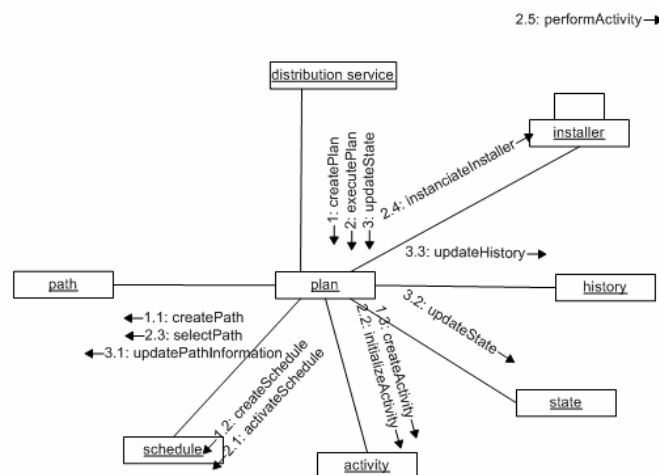 2.5: performActivity
distribution service
installer
1: createPlan
2: executePlan
3: updateState
2.4: instanciateInstaller
3.3: updateHistory
path
plan
history
1.1: createPath
2.3: selectPath
3.1: updatePathInformation
3.2: updateState
1.3: createActivity
2.2: initializeActivity
1.2: createSchedule
2.1: activateSchedule
state
schedule
activity